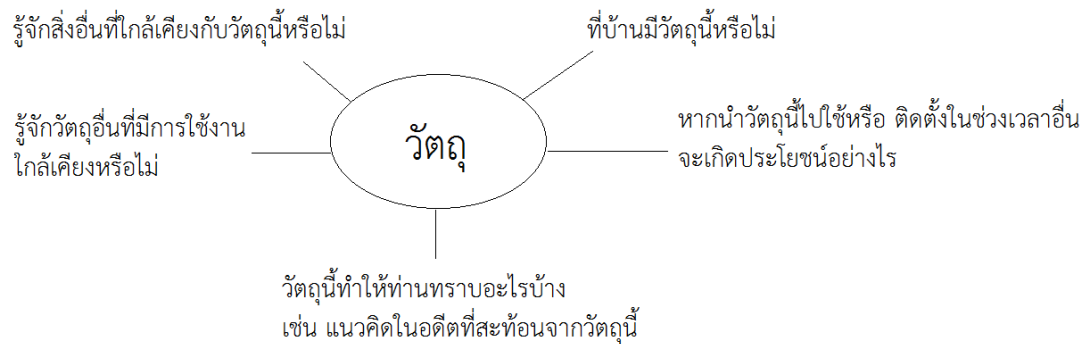 รู้จักสิ่งอื่นที่ใกล้เคียงกับวัตถุนี้หรือไม่
ที่บ้านมีวัตถุนี้หรือไม่
รู้จักวัตถุอื่นที่มีการใช้งาน
ใกล้เคียงหรือไม่
วัตถุ
หากนำวัตถุนี้ไปใช้หรือ ติดตั้งในช่วงเวลาอื่น
จะเกิดประโยชน์อย่างไร
วัตถุนี้ทำให้ท่านทราบอะไรบ้าง
เช่น แนวคิดในอดีตที่สะท้อนจากวัตถุนี้